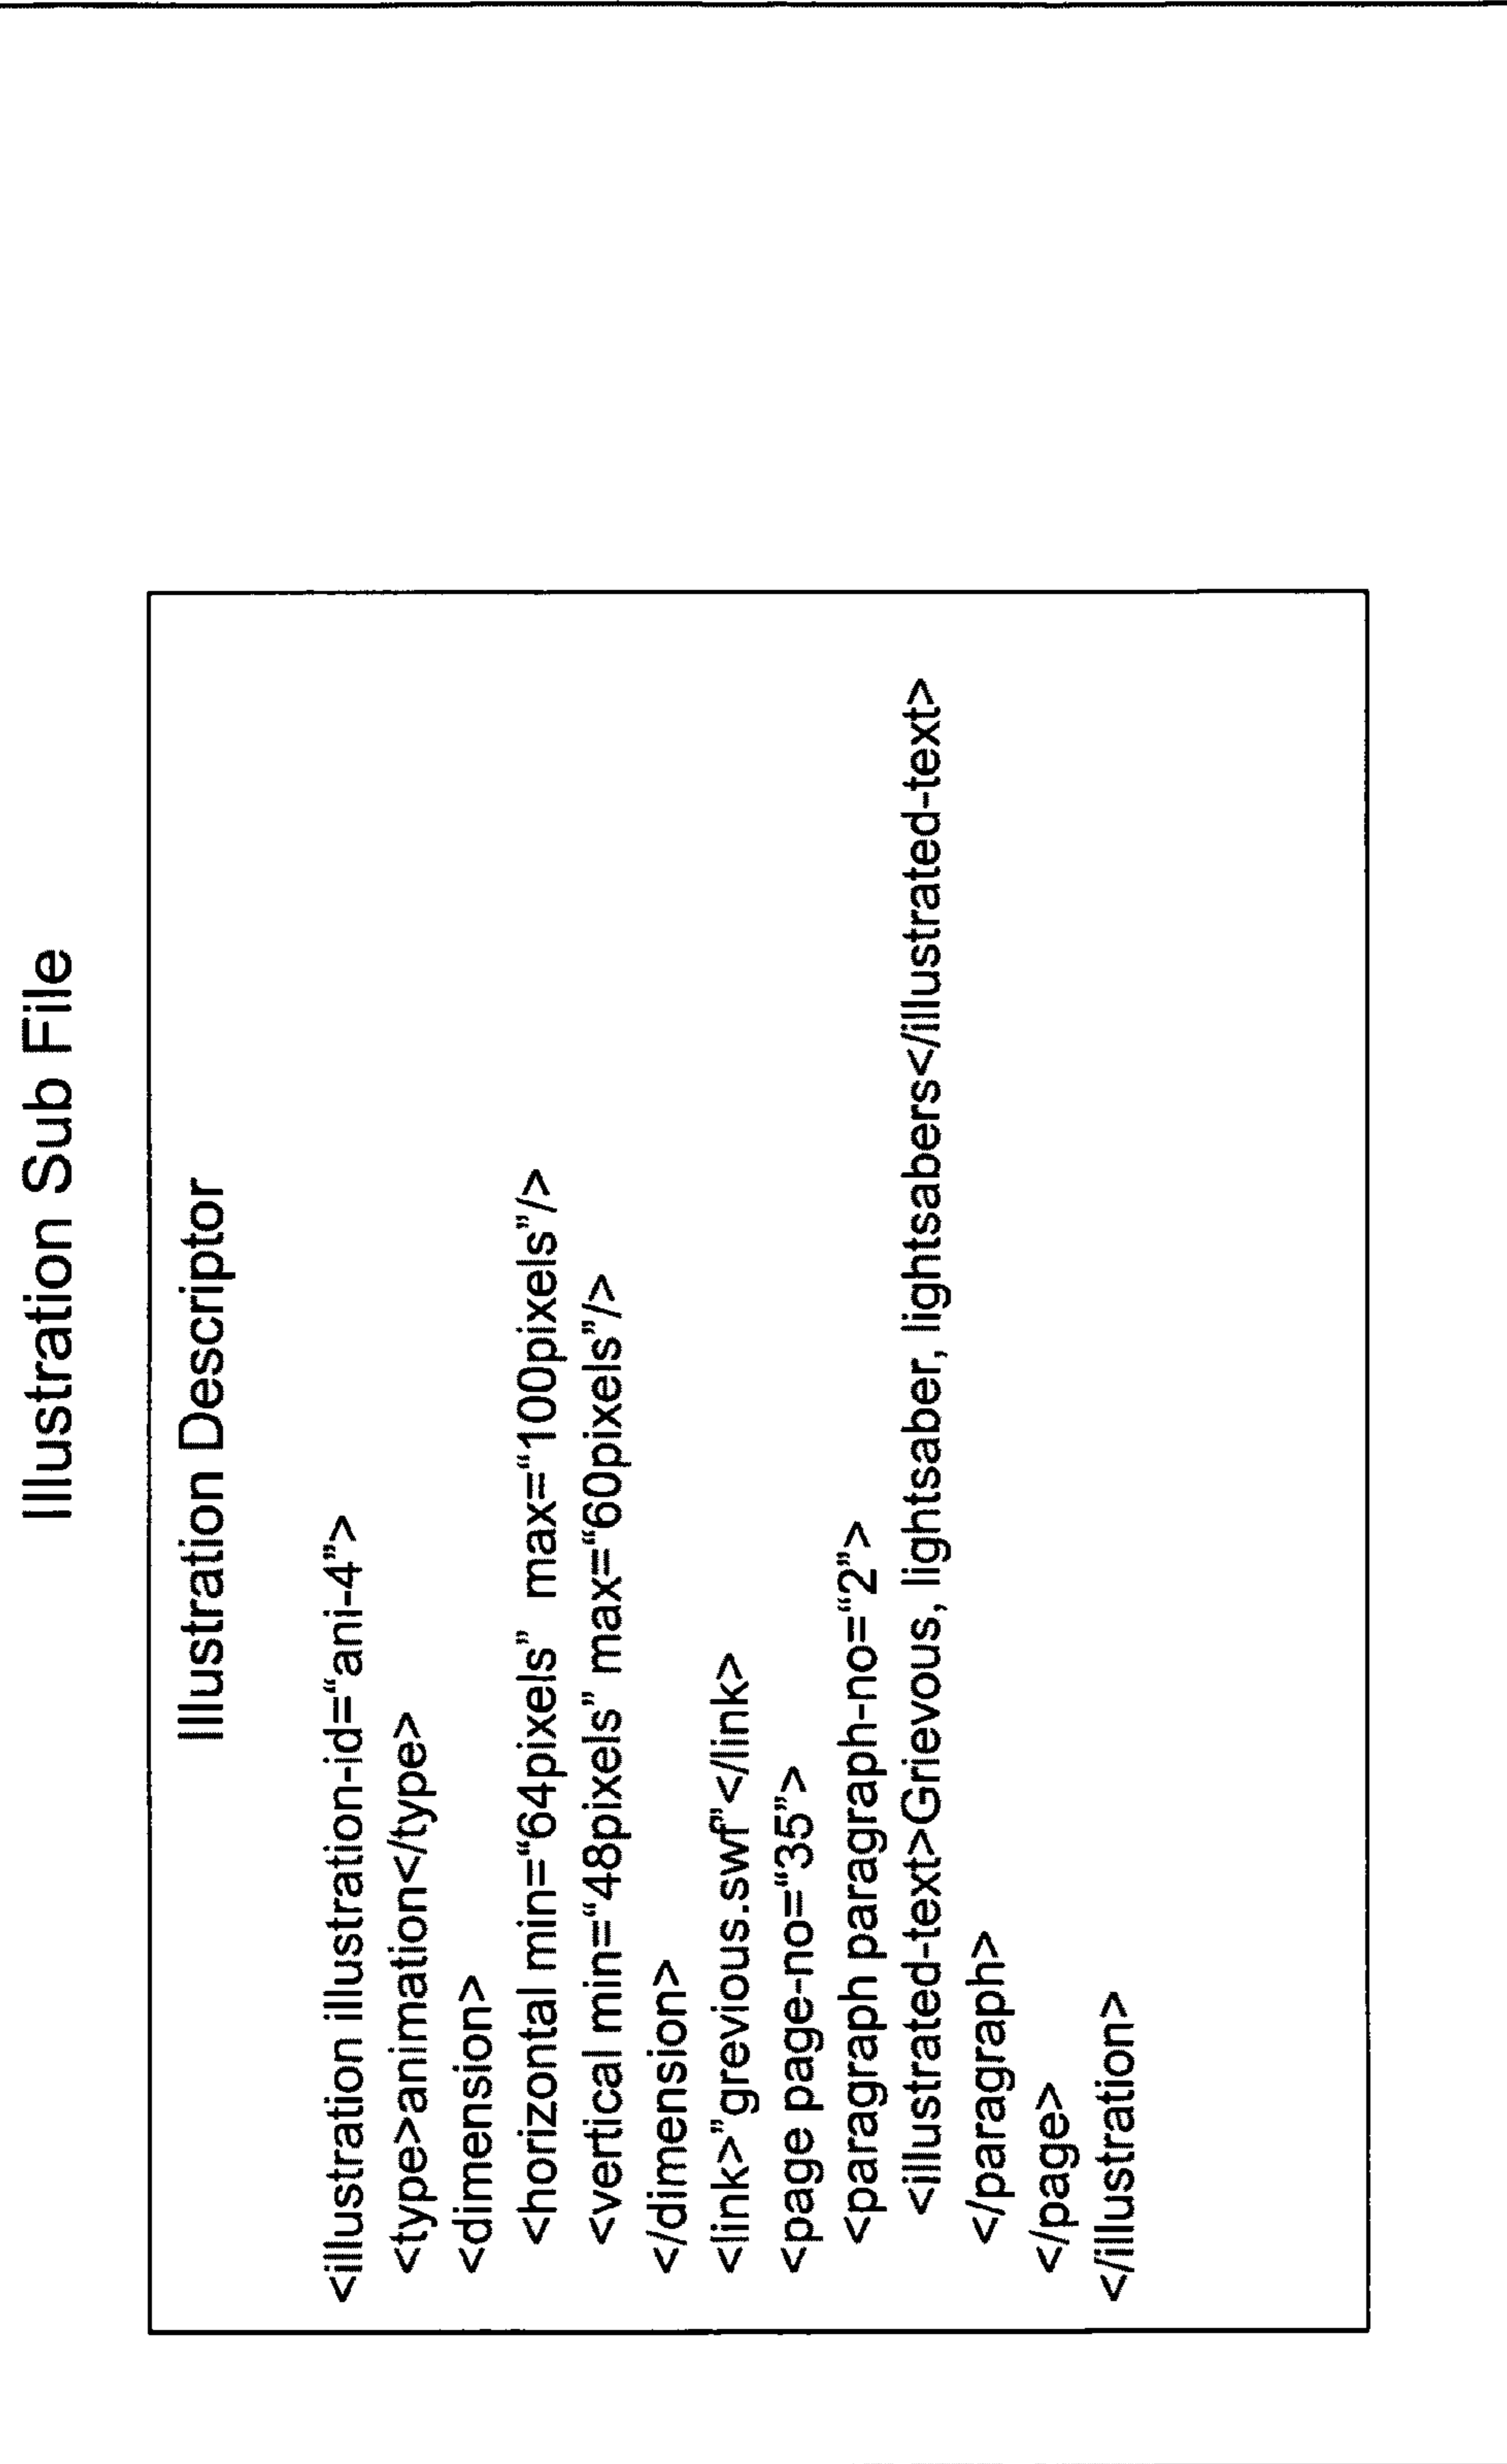 Illustration Sub File
Illustration Descriptor
<illustration illustration-id=“ani-4”>
<type>animation</type>
<dimension>
<horizontal min=“64pixels” max=“100pixels”/>
<vertical min=“48pixels” max=“60pixels”/>
</dimension>
<link>”grevious.swf”</link>
<page page-no=“35”>
<paragraph paragraph-no=“2”>
<illustrated-text>Grievous, lightsaber, lightsabers</illustrated-text>
</paragraph>
</page>
</illustration>